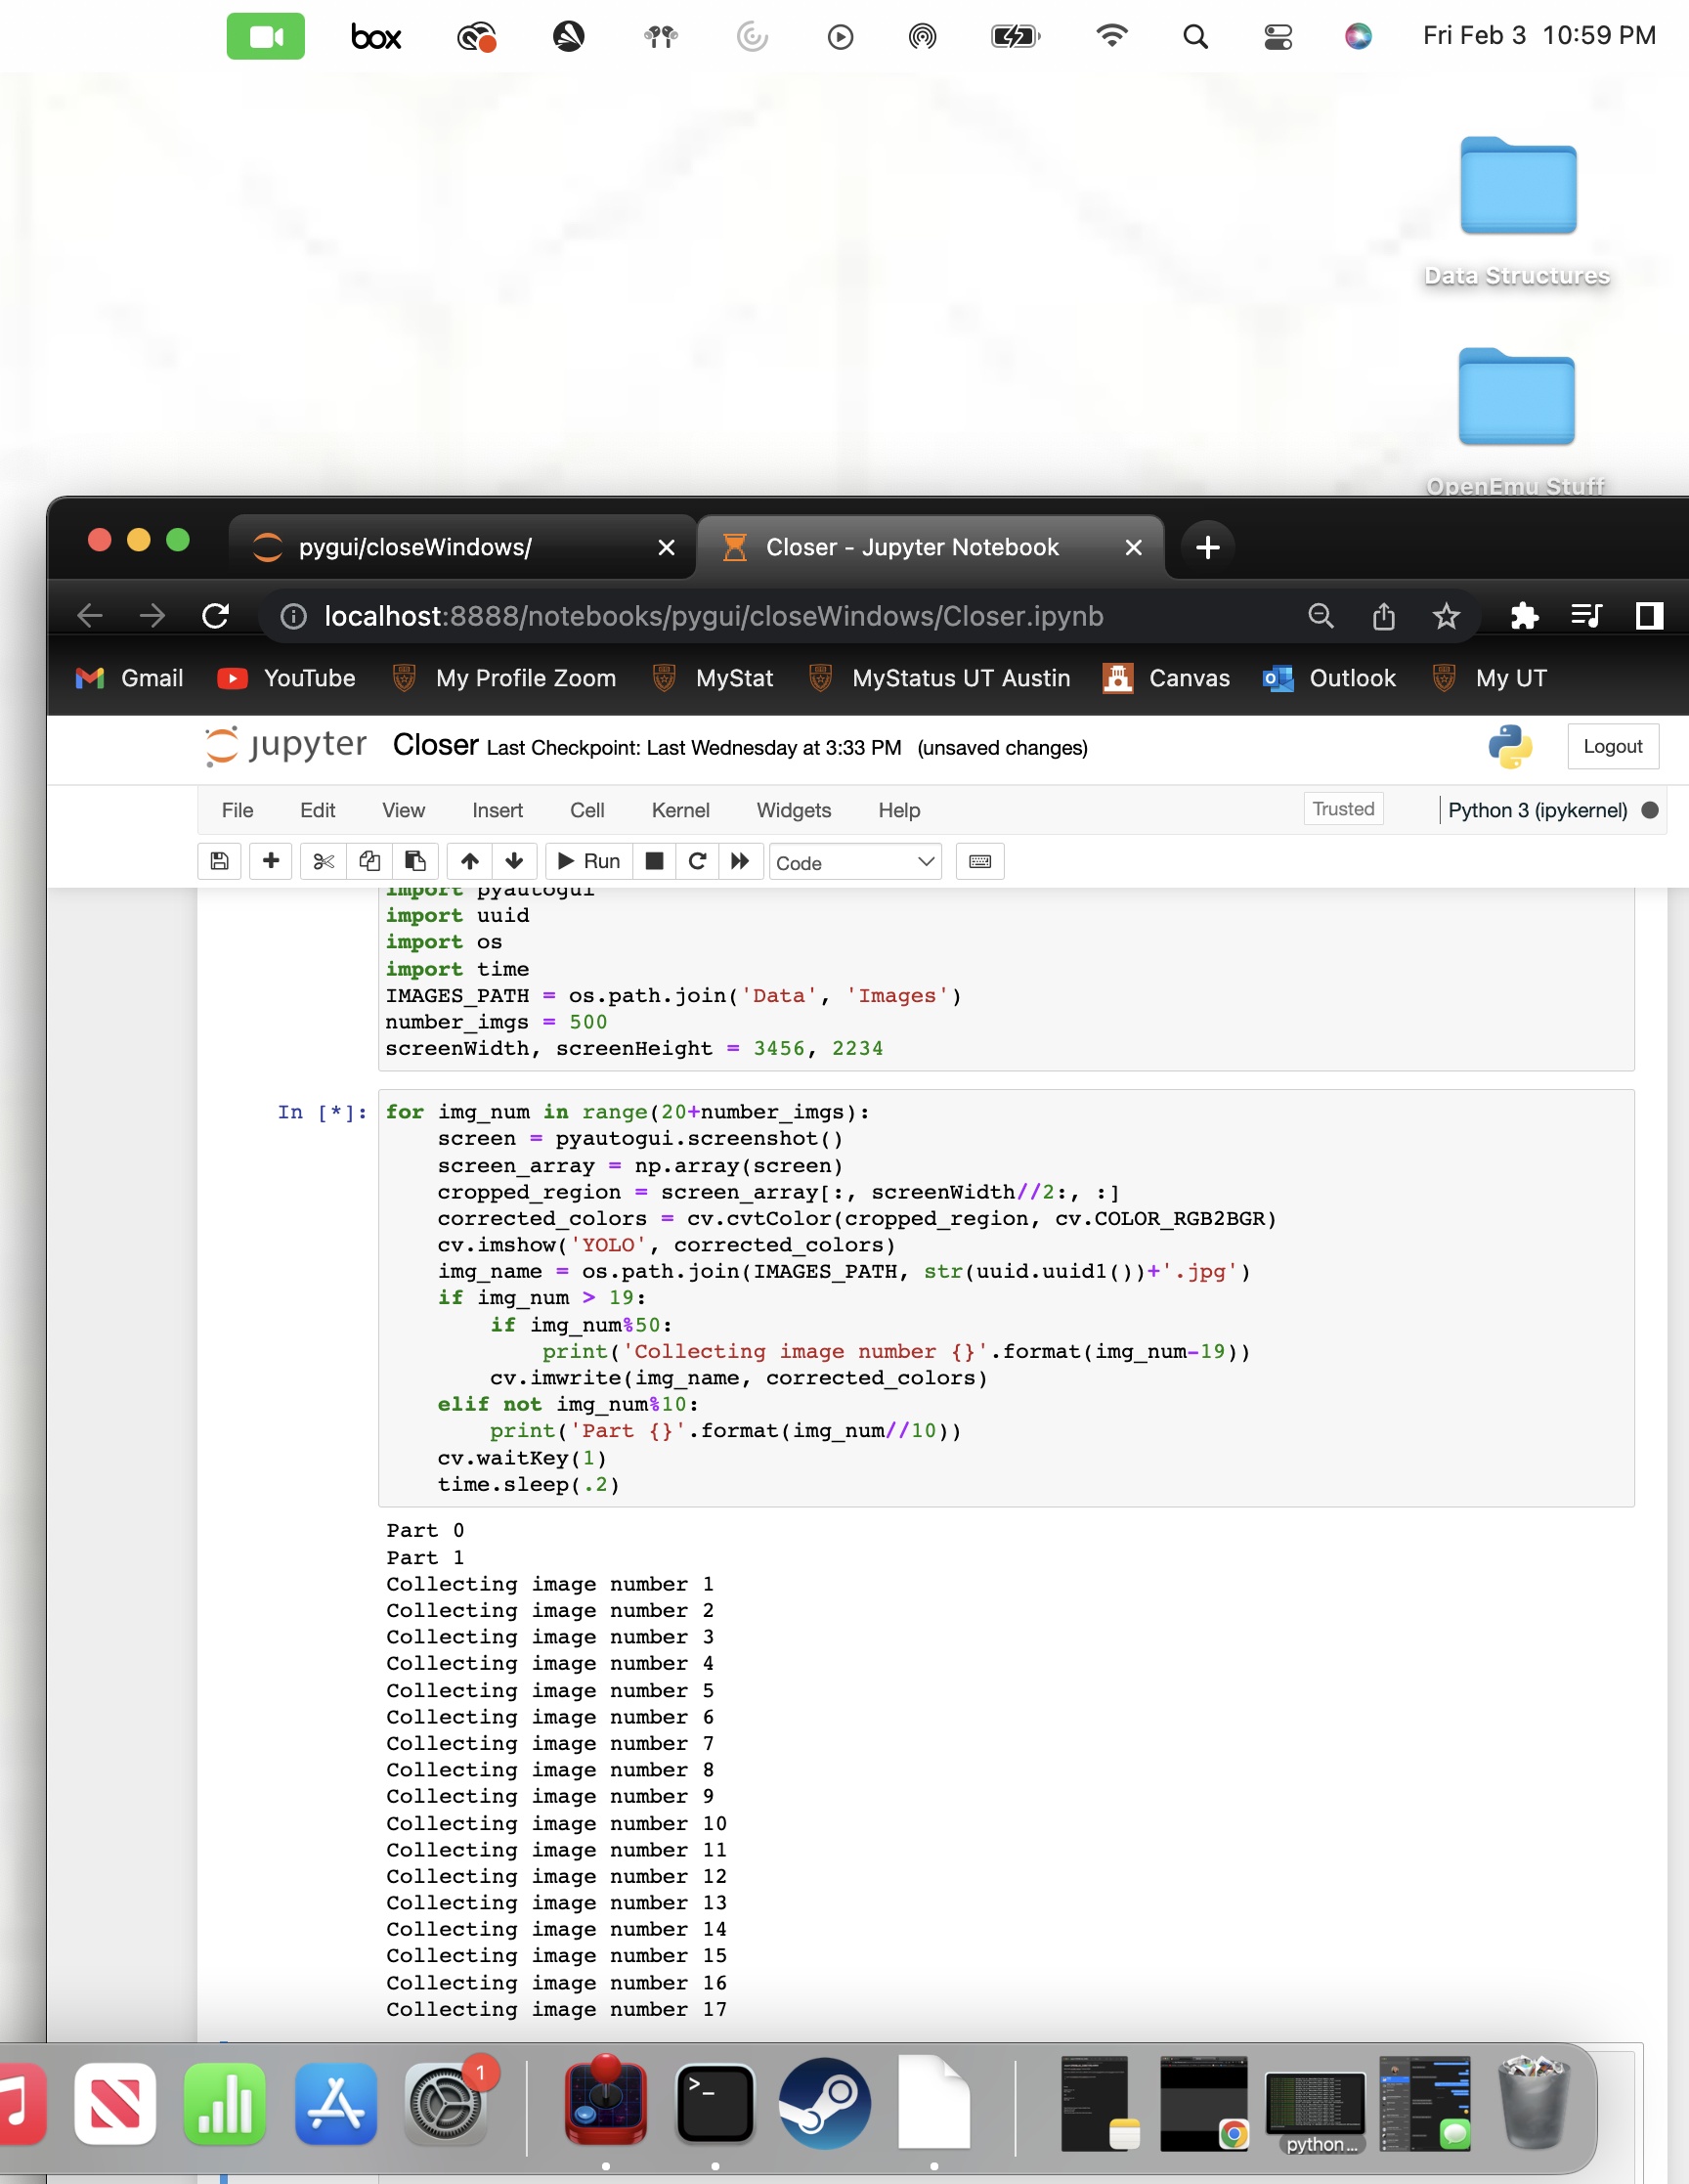 box
Fri Feb 3 10:59 PM
Data Structures
OpenEmu Stuff
pygui/closeWindows/
Closer - Jupyter Notebook
localhost:8888/notebooks/pygui/closeWindows/Closer.ipynb
Gmail YouTube My Profile Zoom MyStat MyStatus UT Austin Canvas Outlook My UT
jupyter Closer Last Checkpoint: Last Wednesday at 3:33 PM (unsaved changes)
Logout
File Edit View Insert Cell Kernel Widgets Help
Trusted
Python 3 (ipykernel)
Run
Code
import pyautogui
import uuid
import os
import time
IMAGES_PATH = os.path.join('Data', 'Images')
number_imgs = 500
screenWidth, screenHeight = 3456, 2234
In [*]: for img_num in range(20+number_imgs):
    screen = pyautogui.screenshot()
    screen_array = np.array(screen)
    cropped_region = screen_array[:, screenWidth//2:, :]
    corrected_colors = cv.cvtColor(cropped_region, cv.COLOR_RGB2BGR)
    cv.imshow('YOLO', corrected_colors)
    img_name = os.path.join(IMAGES_PATH, str(uuid.uuid1())+'.jpg')
    if img_num > 19:
        if img_num%50:
            print('Collecting image number {}'.format(img_num-19))
        cv.imwrite(img_name, corrected_colors)
    elif not img_num%10:
        print('Part {}'.format(img_num//10))
    cv.waitKey(1)
    time.sleep(.2)
Part 0
Part 1
Collecting image number 1
Collecting image number 2
Collecting image number 3
Collecting image number 4
Collecting image number 5
Collecting image number 6
Collecting image number 7
Collecting image number 8
Collecting image number 9
Collecting image number 10
Collecting image number 11
Collecting image number 12
Collecting image number 13
Collecting image number 14
Collecting image number 15
Collecting image number 16
Collecting image number 17
1
>_
python...